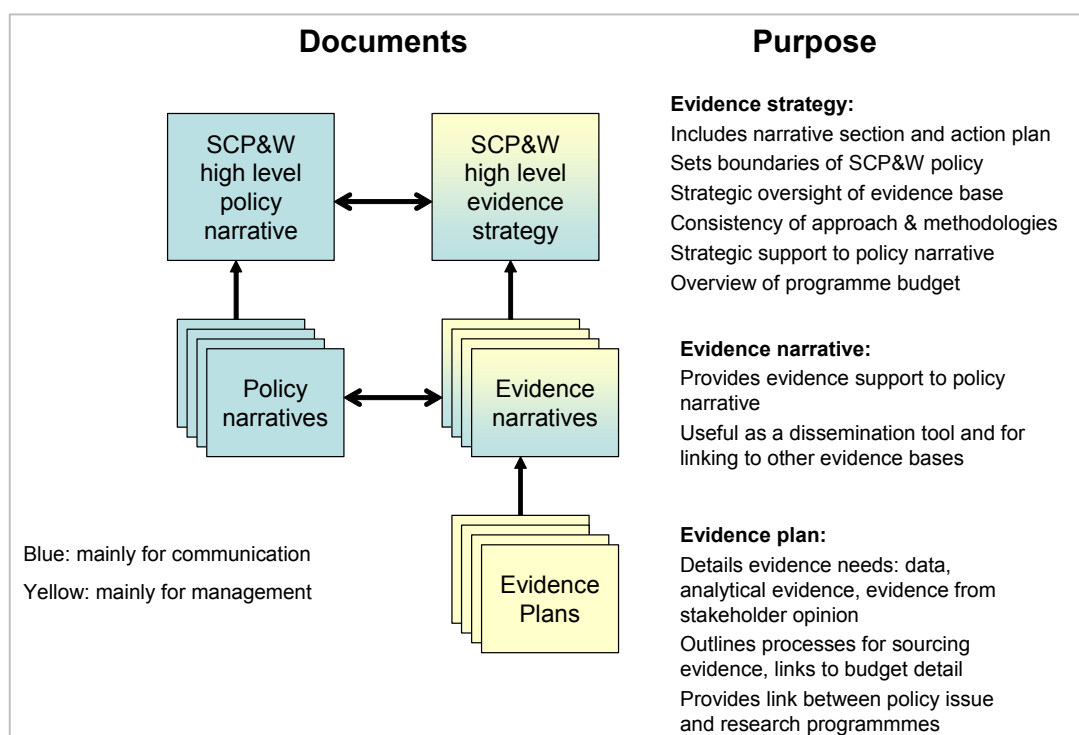 Documents
Purpose
SCP&W
high level
policy
narrative
SCP&W
high level
evidence
strategy
Policy
narratives
Evidence
narratives
Evidence
Plans
Blue: mainly for communication
Yellow: mainly for management
Evidence strategy:
Includes narrative section and action plan
Sets boundaries of SCP&W policy
Strategic oversight of evidence base
Consistency of approach & methodologies
Strategic support to policy narrative
Overview of programme budget
Evidence narrative:
Provides evidence support to policy
narrative
Useful as a dissemination tool and for
linking to other evidence bases
Evidence plan:
Details evidence needs: data,
analytical evidence, evidence from
stakeholder opinion
Outlines processes for sourcing
evidence, links to budget detail
Provides link between policy issue
and research programmmes